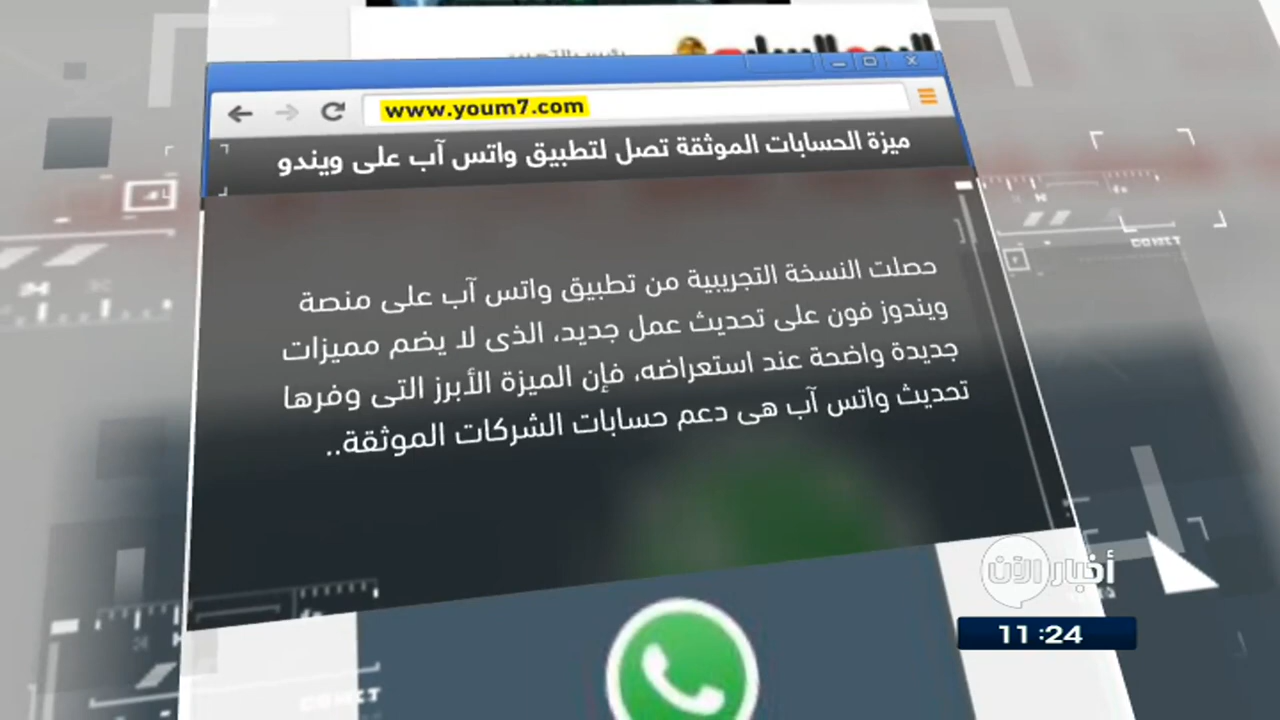 اليوم السابع
www.youm7.com
ميزة الحسابات الموثقة تصل لتطبيق واتس آب على ويندو
حصلت النسخة التجريبية من تطبيق واتس آب على منصة
ويندوز فون على تحديث عمل جديد، الذى لا يضم مميزات
جديدة واضحة عند استعراضه، فإن الميزة الأبرز التى وفرها
تحديث واتس آب هى دعم حسابات الشركات الموثقة..
أخبار الآن
11:24